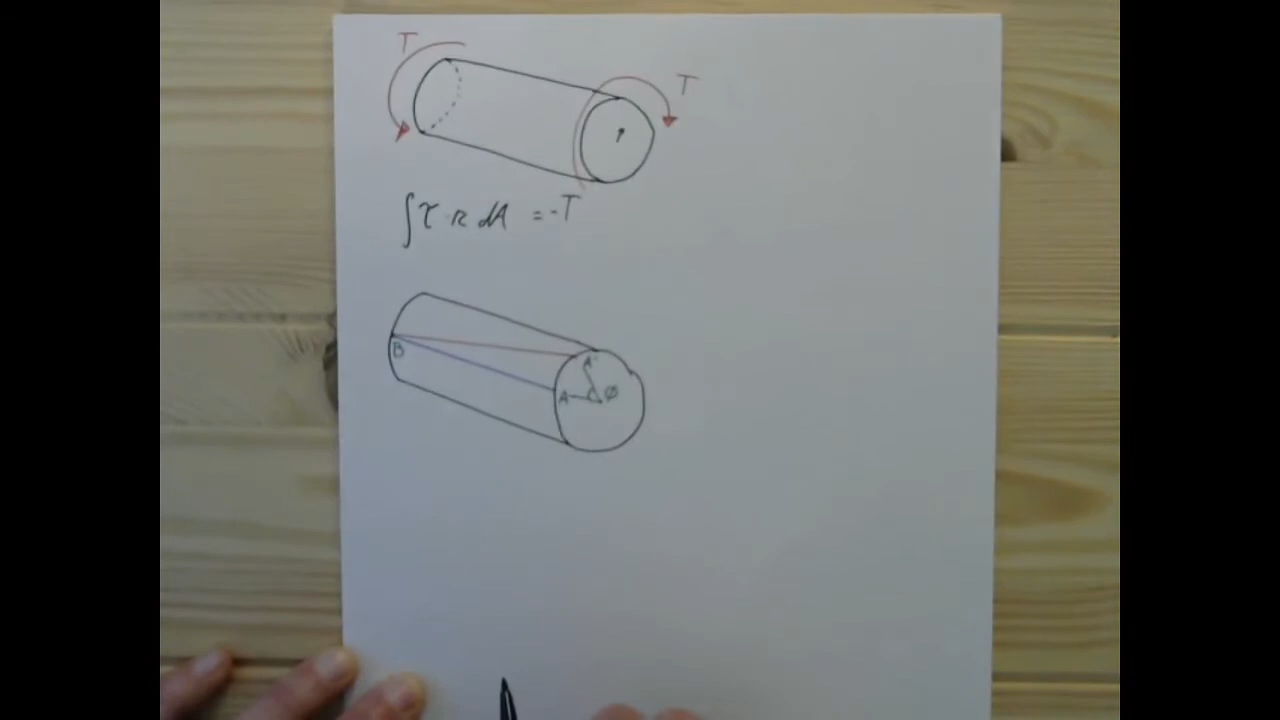 T
T
∫τ·r dA = -T
B
A'
A φ